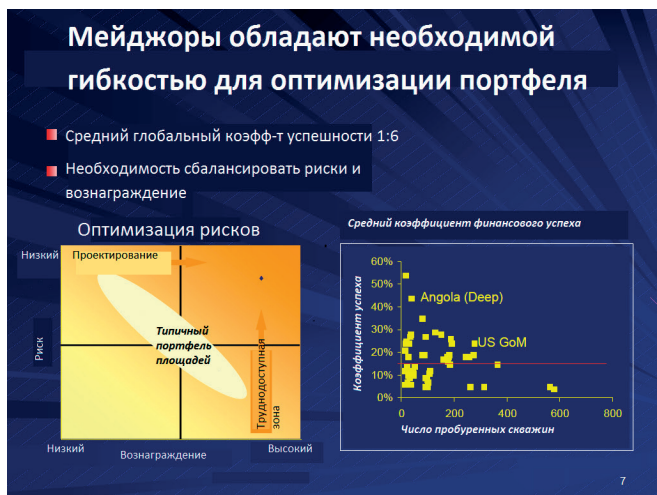 Мейджоры обладают необходимой
гибкостью для оптимизации портфеля
Средний глобальный коэфф-т успешности 1:6
Необходимость сбалансировать риски и
вознаграждение
Оптимизация рисков
Низкий
Проектирование
Типичный
портфель
площадей
Труднодоступная
зона
Риск
Низкий
Вознаграждение
Высокий
Средний коэффициент финансового успеха
Коэффициент успеха
60%
50%
40%
30%
20%
10%
0%
Angola (Deep)
US GoM
0
200
400
600
800
Число пробуренных скважин
7